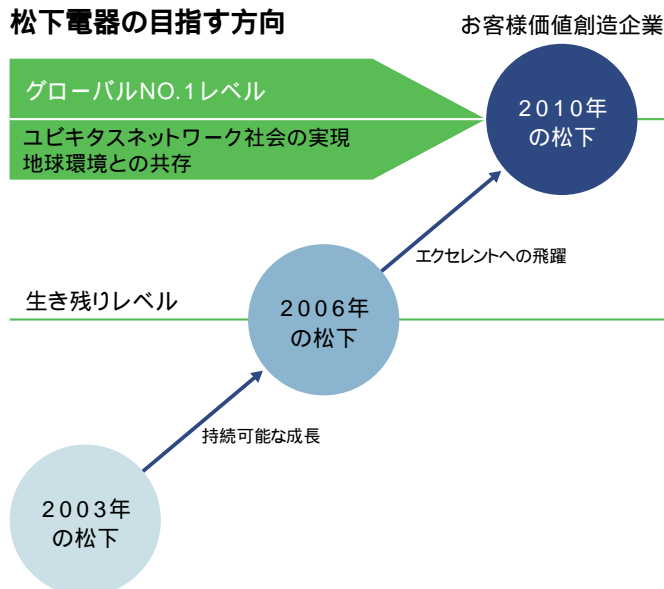 松下電器の目指す方向
お客様価値創造企業
グローバルNO.1レベル
ユビキタスネットワーク社会の実現
地球環境との共存
2010年
の松下
エクセレントへの飛躍
生き残りレベル
2006年
の松下
持続可能な成長
2003年
の松下